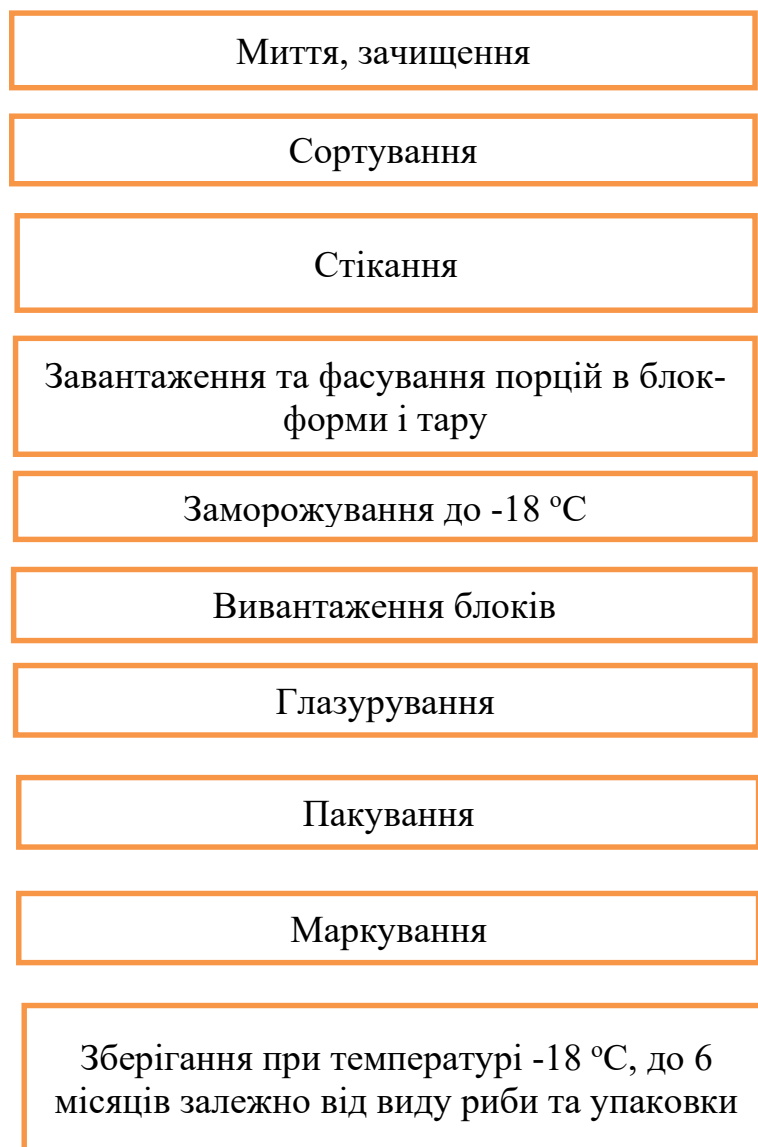 Миття, зачищення
Сортування
Стікання
Завантаження та фасування порцій в блок-
форми і тару
Заморожування до -18 ºС
Вивантаження блоків
Глазурування
Пакування
Маркування
Зберігання при температурі -18 ºС, до 6
місяців залежно від виду риби та упаковки